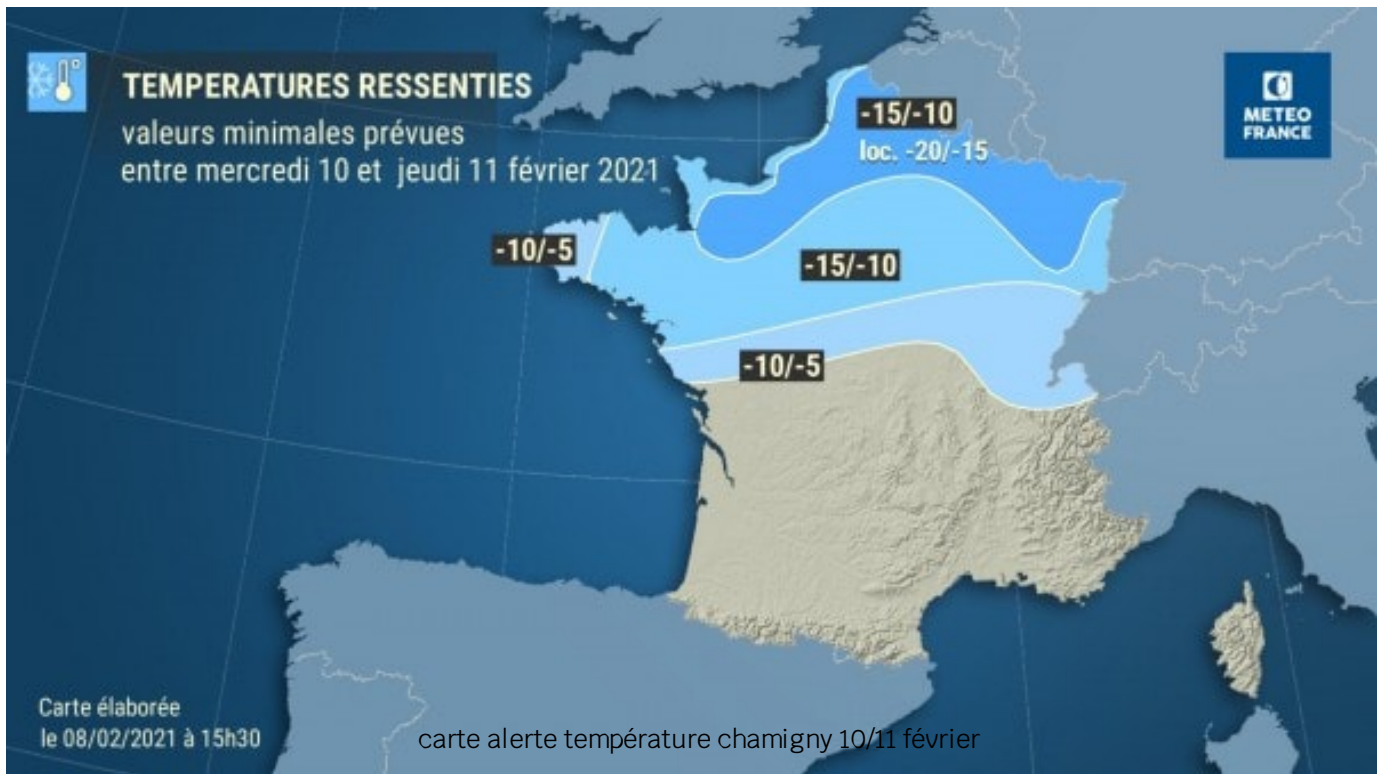 TEMPERATURES RESSENTIES
valeurs minimales prévues
entre mercredi 10 et jeudi 11 février 2021
METEO
FRANCE
-15/-10
loc. -20/-15
-10/-5
-15/-10
-10/-5
Carte élaborée
le 08/02/2021 à 15h30
carte alerte température chamigny 10/11 février